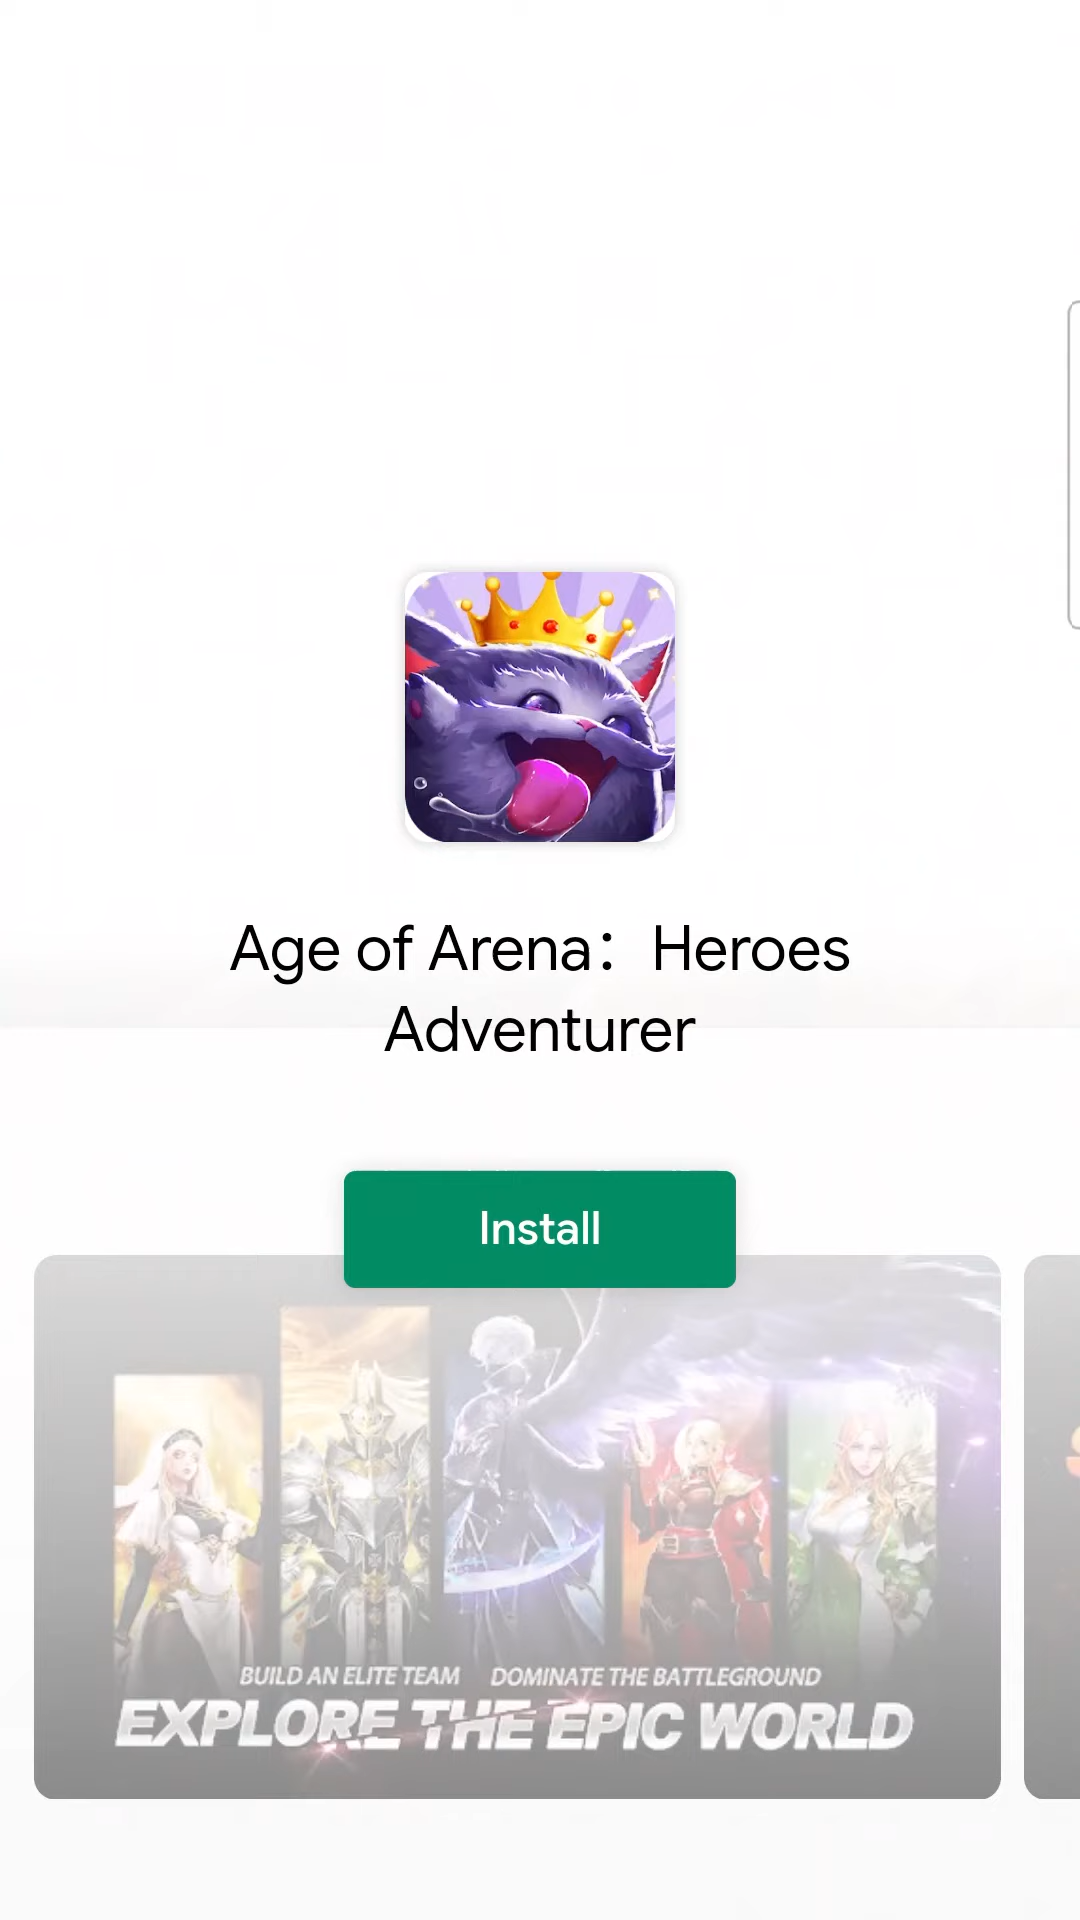 Age of Arena：Heroes
Adventurer
Install
BUILD AN ELITE TEAM DOMINATE THE BATTLEGROUND
EXPLORE THE EPIC WORLD